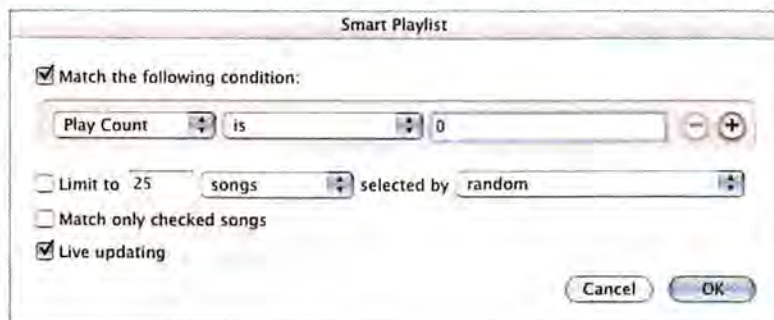 Smart Playlist
Match the following condition:
Play Count is 0
Limit to 25 songs selected by random
Match only checked songs
Live updating
Cancel OK